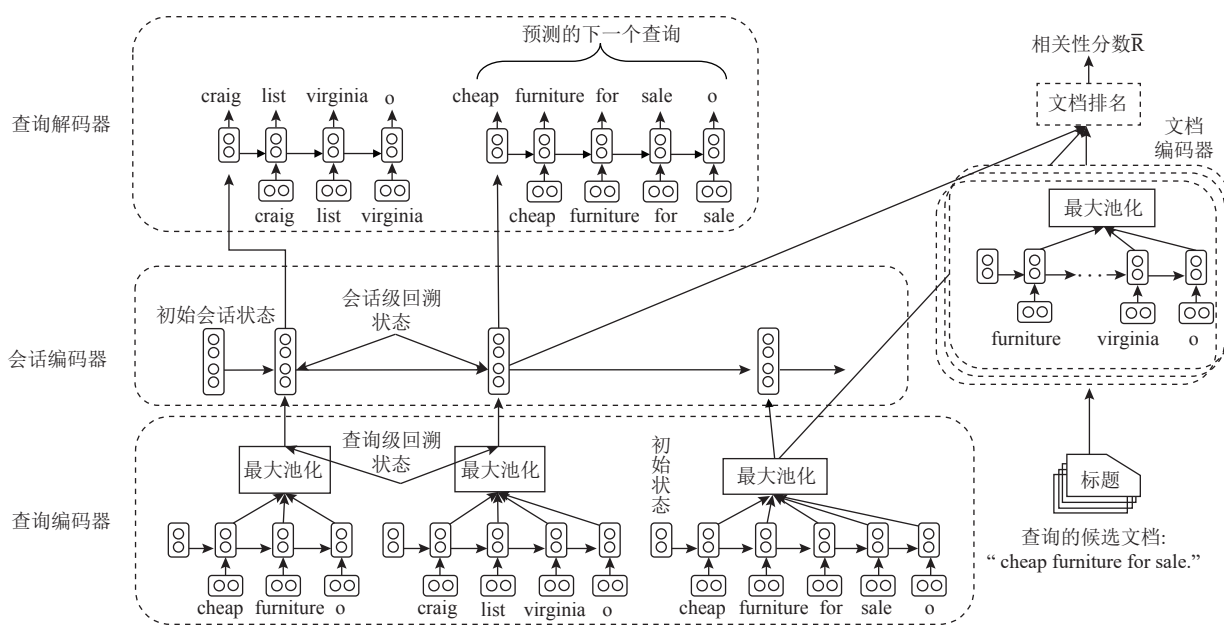 预测的下一个查询
craig list virginia o
cheap furniture for sale o
查询解码器
craig list virginia
cheap furniture for sale
相关性分数R̅
文档排名
文档
编码器
最大池化
furniture virginia o
初始会话状态
会话级回溯
状态
会话编码器
查询级回溯
状态
初始状态
最大池化
最大池化
最大池化
查询编码器
cheap furniture o
craig list virginia o
cheap furniture for sale o
标题
查询的候选文档:
“ cheap furniture for sale.”